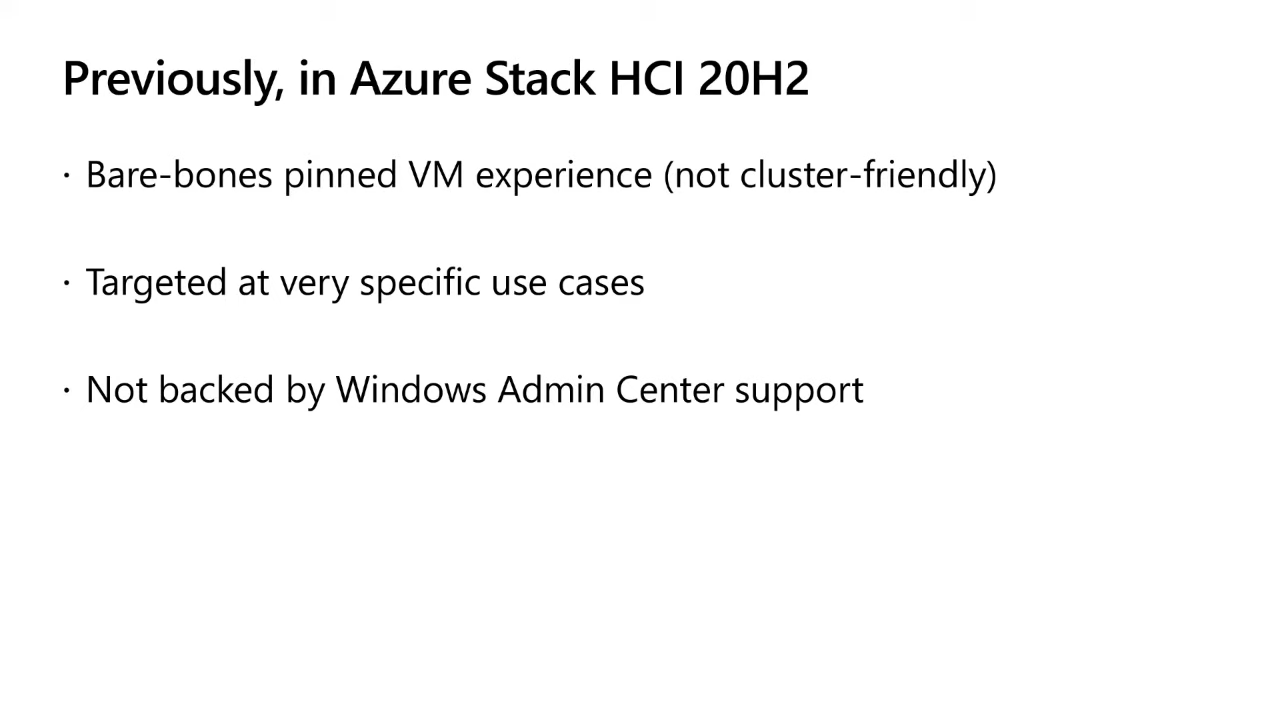 Previously, in Azure Stack HCI 20H2
· Bare-bones pinned VM experience (not cluster-friendly)
· Targeted at very specific use cases
· Not backed by Windows Admin Center support